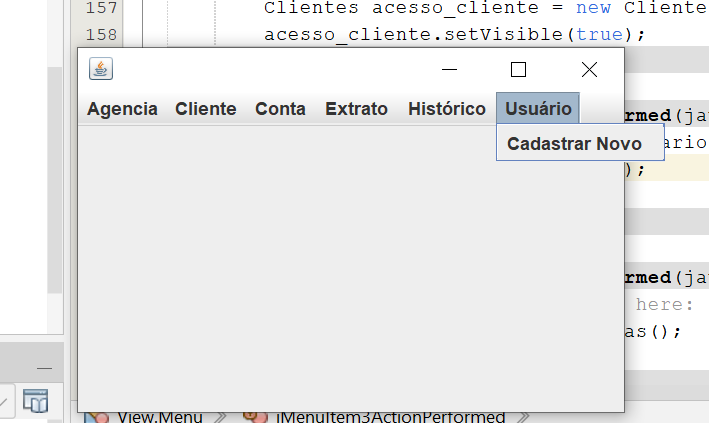 157
Clientes acesso_cliente = new Cliente
158
acesso_cliente.setVisible(true);
Agencia Cliente Conta Extrato Histórico Usuário
rmed(ja
Cadastrar Novo
ario
);
rmed(ja
here:
as();
View.Menu
jMenuItem3ActionPerformed